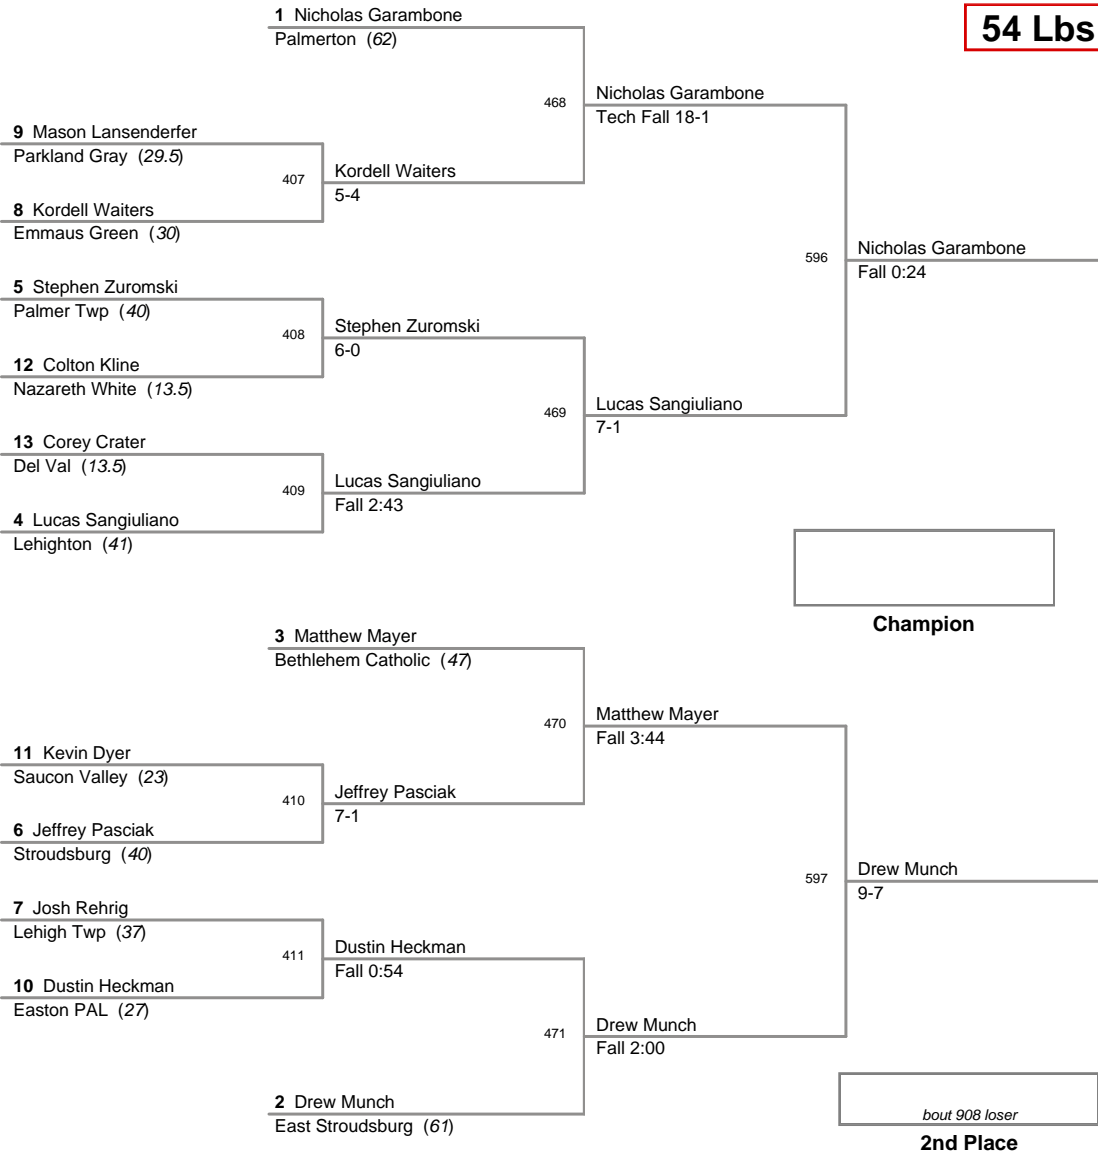 1 Nicholas Garambone
Palmerton (62)
54 Lbs
468
Nicholas Garambone
Tech Fall 18-1
9 Mason Lansenderfer
Parkland Gray (29.5)
407
Kordell Waiters
5-4
8 Kordell Waiters
Emmaus Green (30)
596
Nicholas Garambone
Fall 0:24
5 Stephen Zuromski
Palmer Twp (40)
408
Stephen Zuromski
6-0
12 Colton Kline
Nazareth White (13.5)
469
Lucas Sangiuliano
7-1
13 Corey Crater
Del Val (13.5)
409
Lucas Sangiuliano
Fall 2:43
4 Lucas Sangiuliano
Lehighton (41)
Champion
3 Matthew Mayer
Bethlehem Catholic (47)
470
Matthew Mayer
Fall 3:44
11 Kevin Dyer
Saucon Valley (23)
410
Jeffrey Pasciak
7-1
6 Jeffrey Pasciak
Stroudsburg (40)
597
Drew Munch
9-7
7 Josh Rehrig
Lehigh Twp (37)
411
Dustin Heckman
Fall 0:54
10 Dustin Heckman
Easton PAL (27)
471
Drew Munch
Fall 2:00
2 Drew Munch
East Stroudsburg (61)
bout 908 loser
2nd Place